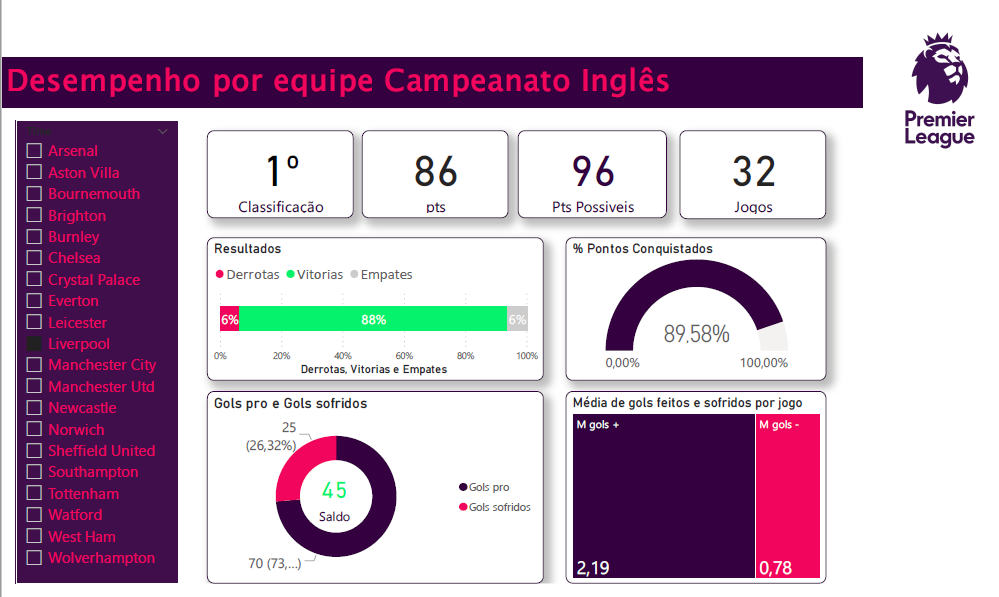 Desempenho por equipe Campeanato Inglês
Premier
League
Arsenal
Aston Villa
Bournemouth
Brighton
Burnley
Chelsea
Crystal Palace
Everton
Leicester
Liverpool
Manchester City
Manchester Utd
Newcastle
Norwich
Sheffield United
Southampton
Tottenham
Watford
West Ham
Wolverhampton
1º
Classificação
86
pts
96
Pts Possiveis
32
Jogos
Resultados
Derrotas Vitorias Empates
6% 88% 6%
0% 20% 40% 60% 80% 100%
Derrotas, Vitorias e Empates
% Pontos Conquistados
89,58%
0,00% 100,00%
Gols pro e Gols sofridos
25
(26,32%)
45
Saldo
70 (73,...)
Gols pro
Gols sofridos
Média de gols feitos e sofridos por jogo
M gols + M gols -
2,19 0,78